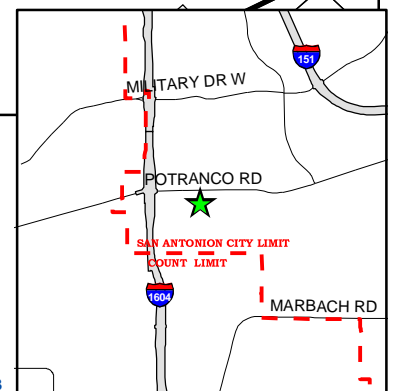 151
MILITARY DR W
POTRANCO RD
SAN ANTONION CITY LIMIT
COUNT LIMIT
1604
MARBACH RD